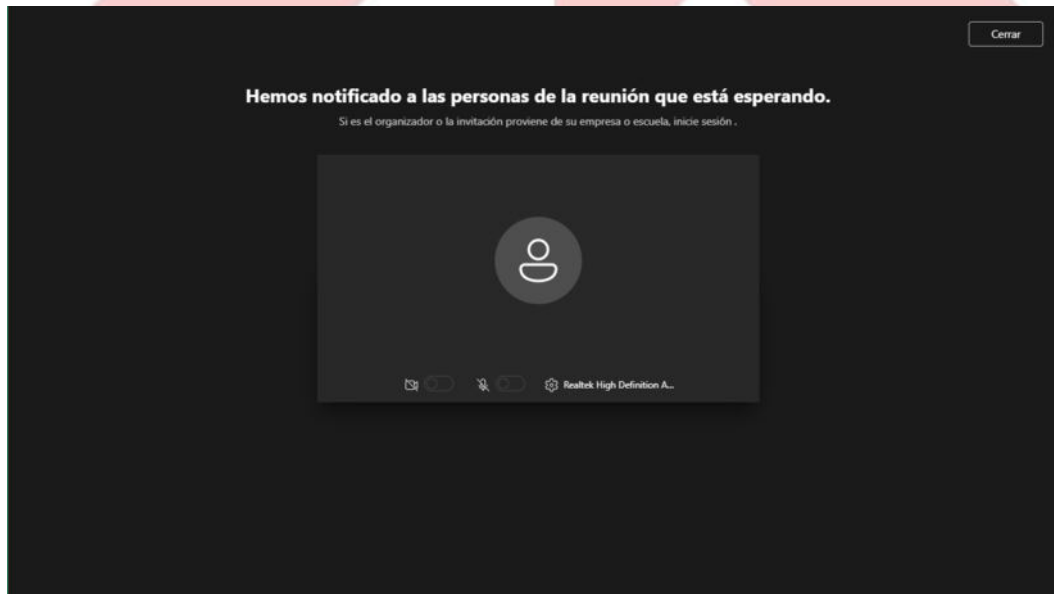 Cerrar
Hemos notificado a las personas de la reunión que está esperando.
Si es el organizador o la invitación proviene de su empresa o escuela, inicie sesión .
Realtek High Definition A...